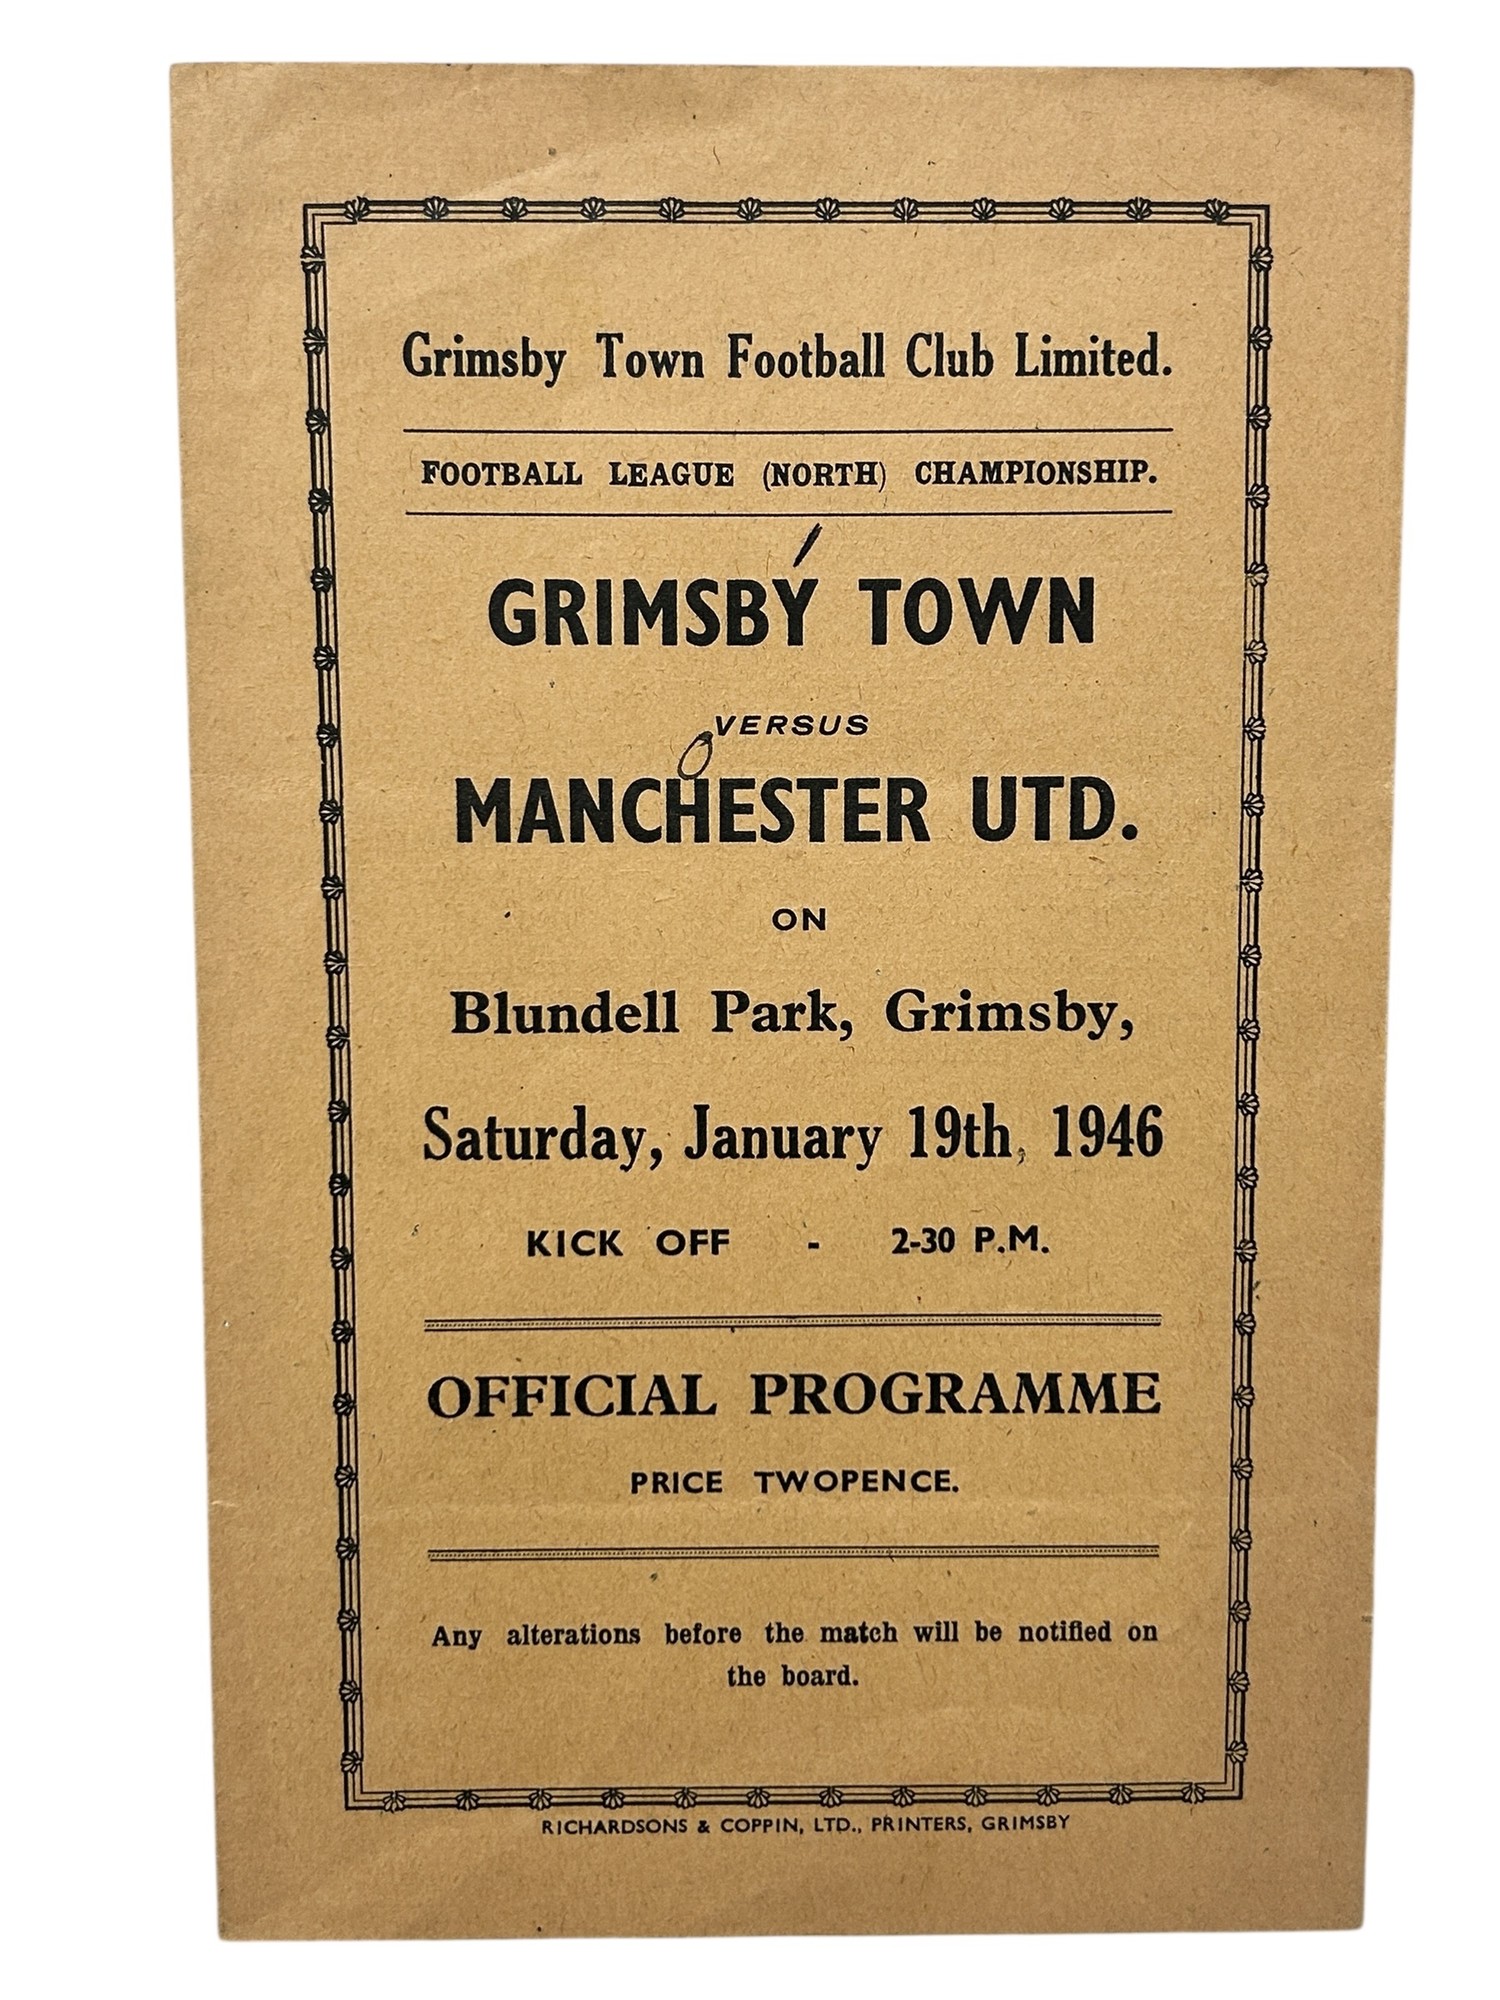 Grimsby Town Football Club Limited.
FOOTBALL LEAGUE (NORTH) CHAMPIONSHIP.
1
GRIMSBY TOWN
VERSUS
0
MANCHESTER UTD.
ON
Blundell Park, Grimsby,
Saturday, January 19th, 1946
KICK OFF - 2-30 P.M.
OFFICIAL PROGRAMME
PRICE TWOPENCE.
Any alterations before the match will be notified on
the board.
RICHARDSONS & COPPIN, LTD., PRINTERS, GRIMSBY